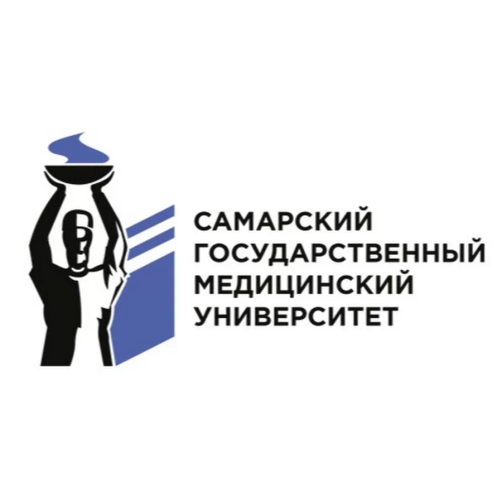 САМАРСКИЙ
ГОСУДАРСТВЕННЫЙ
МЕДИЦИНСКИЙ
УНИВЕРСИТЕТ